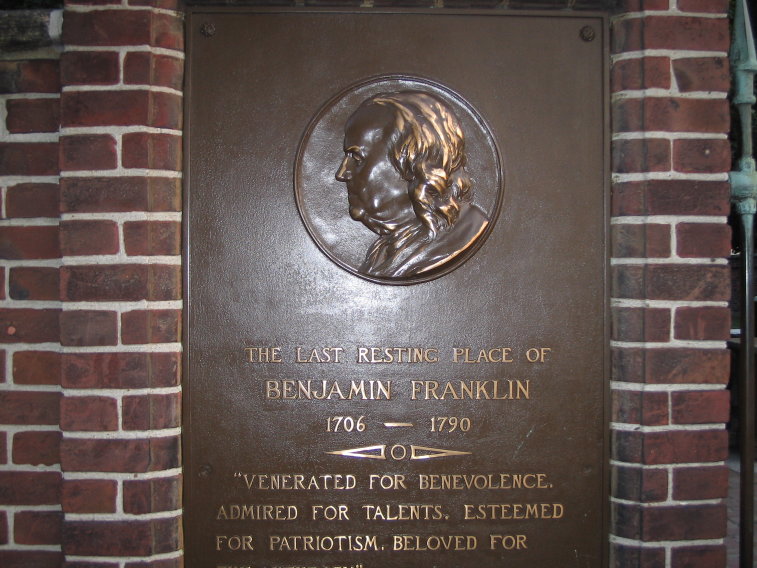 THE LAST RESTING PLACE OF
BENJAMIN FRANKLIN
1706 — 1790
"VENERATED FOR BENEVOLENCE.
ADMIRED FOR TALENTS. ESTEEMED
FOR PATRIOTISM. BELOVED FOR